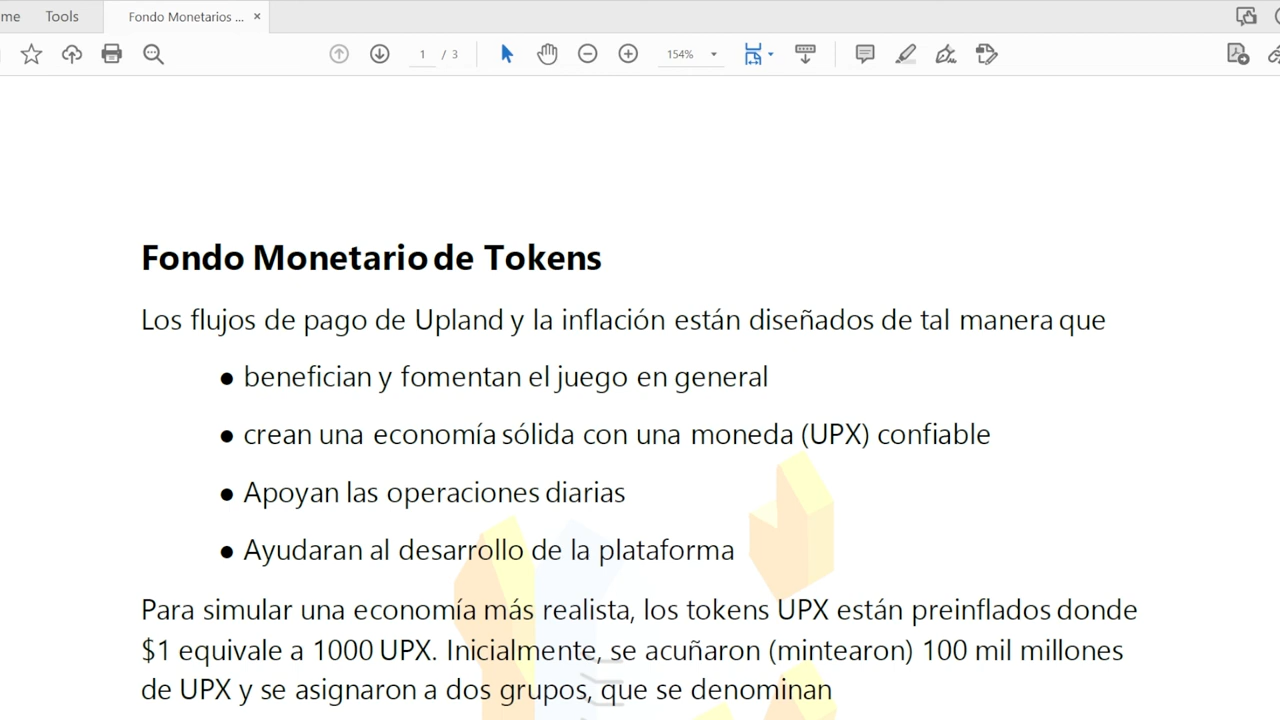 me Tools Fondo Monetarios ... ×
1 / 3 154%
Fondo Monetario de Tokens
Los flujos de pago de Upland y la inflación están diseñados de tal manera que
● benefician y fomentan el juego en general
● crean una economía sólida con una moneda (UPX) confiable
● Apoyan las operaciones diarias
● Ayudaran al desarrollo de la plataforma
Para simular una economía más realista, los tokens UPX están preinflados donde
$1 equivale a 1000 UPX. Inicialmente, se acuñaron (mintearon) 100 mil millones
de UPX y se asignaron a dos grupos, que se denominan